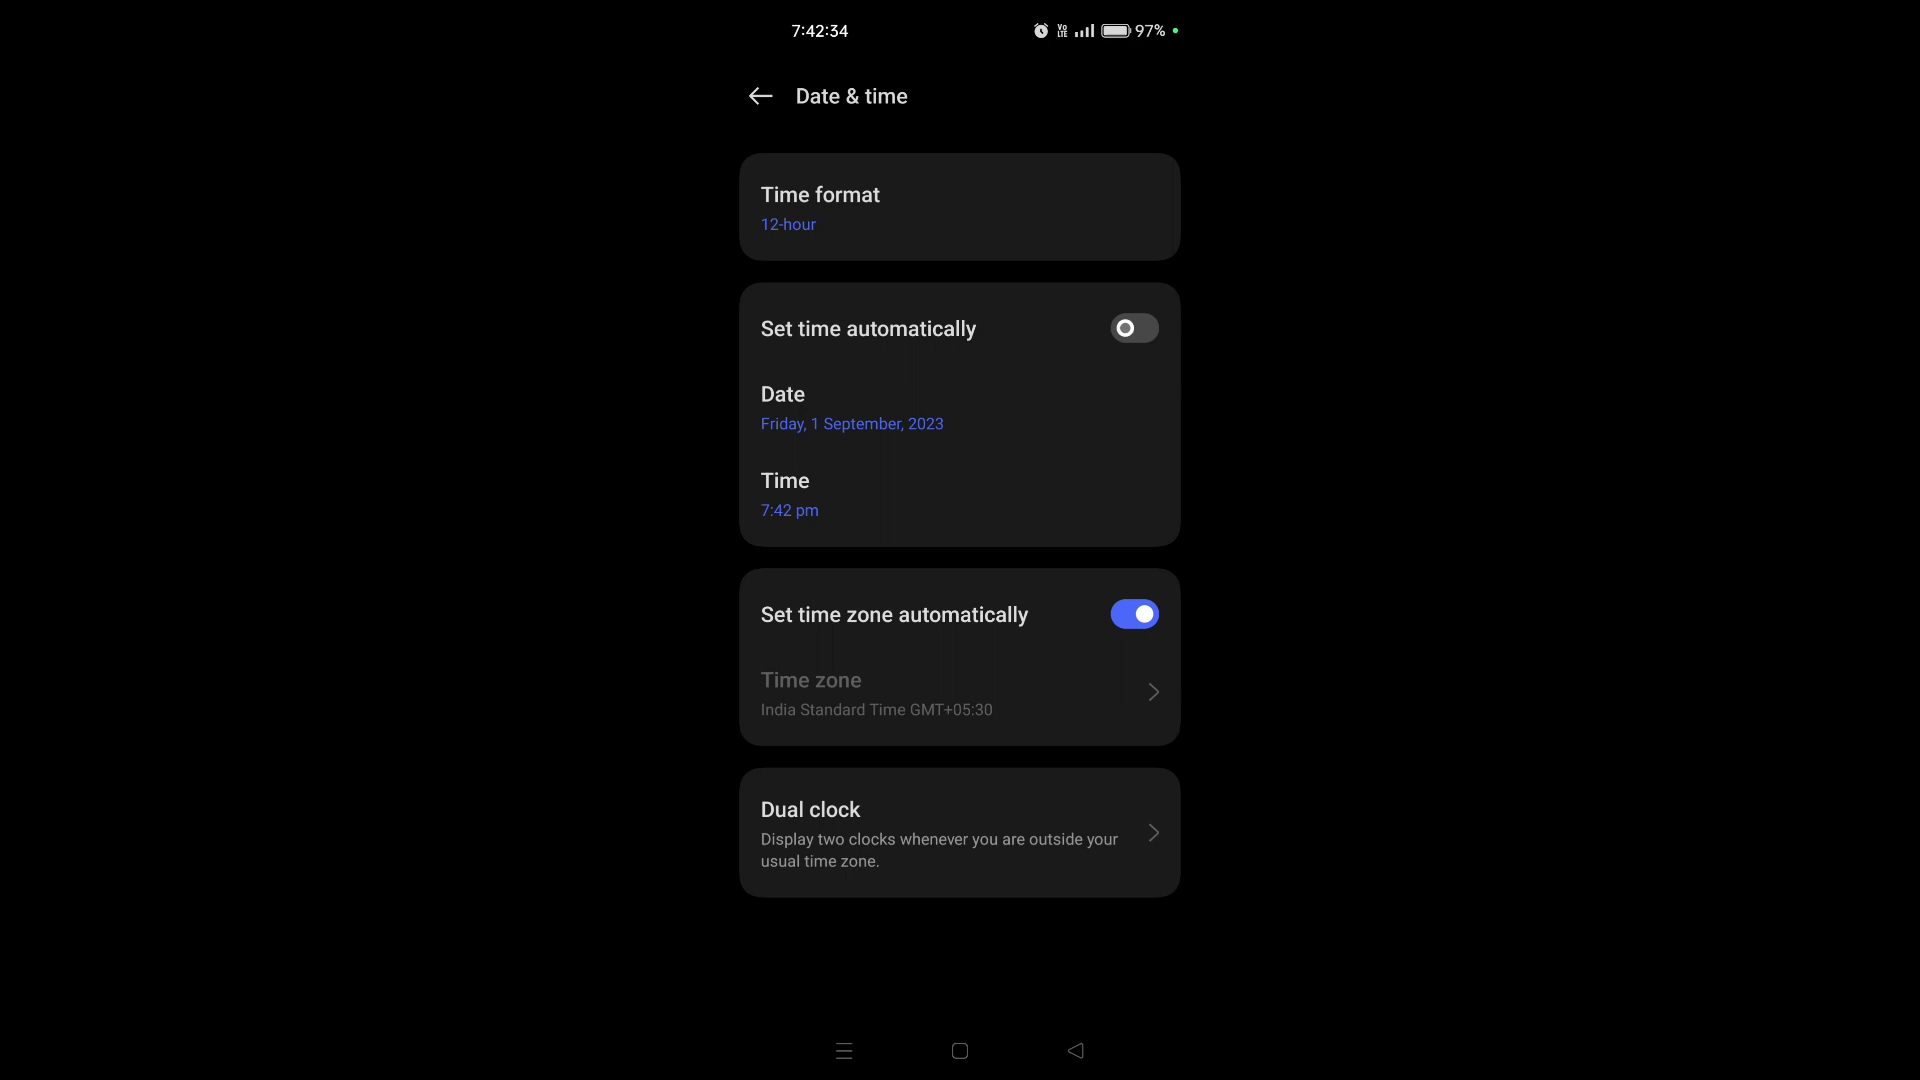 7:42:34
Vo LTE 97%
Date & time
Time format
12-hour
Set time automatically
Date
Friday, 1 September, 2023
Time
7:42 pm
Set time zone automatically
Time zone
India Standard Time GMT+05:30
Dual clock
Display two clocks whenever you are outside your
usual time zone.